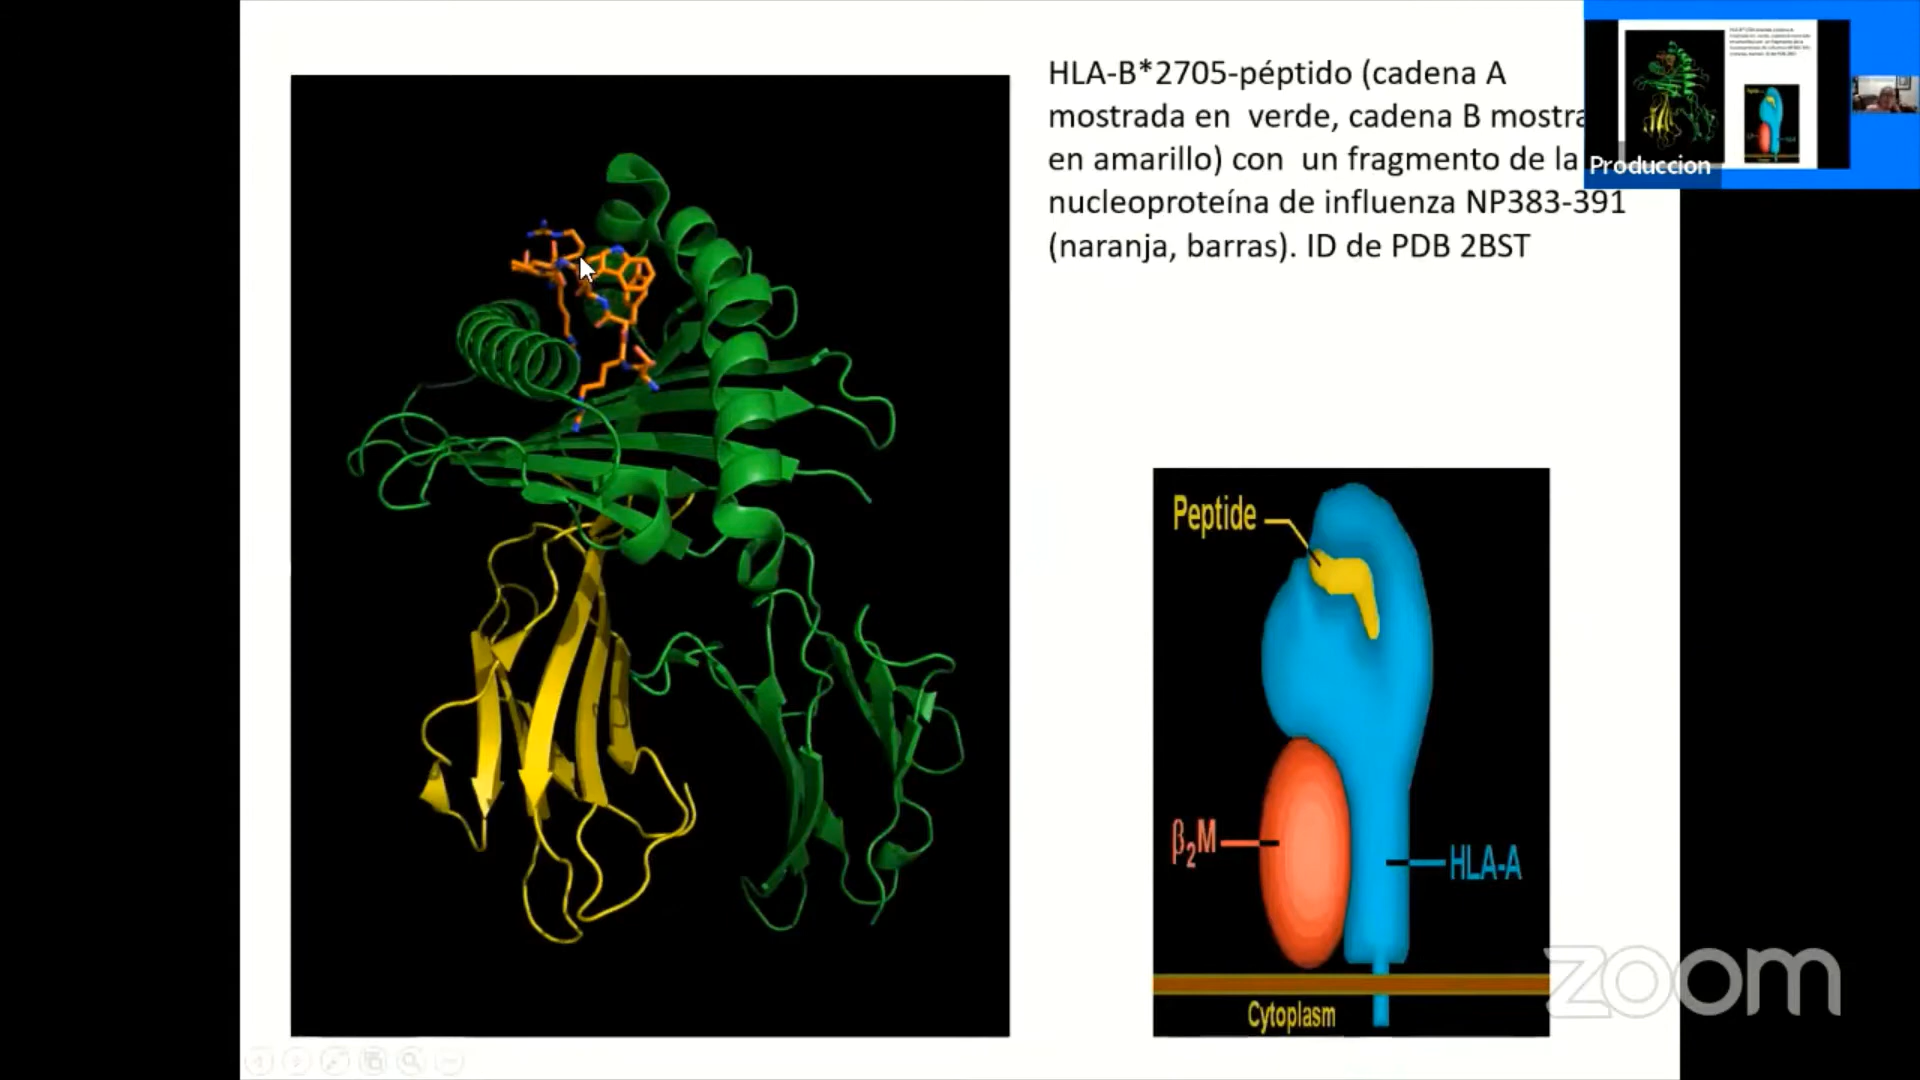 HLA-B*2705-péptido (cadena A
mostrada en verde, cadena B mostra
en amarillo) con un fragmento de la
nucleoproteína de influenza NP383-391
(naranja, barras). ID de PDB 2BST
Produccion
Peptide
β2M
HLA-A
Cytoplasm
zoom